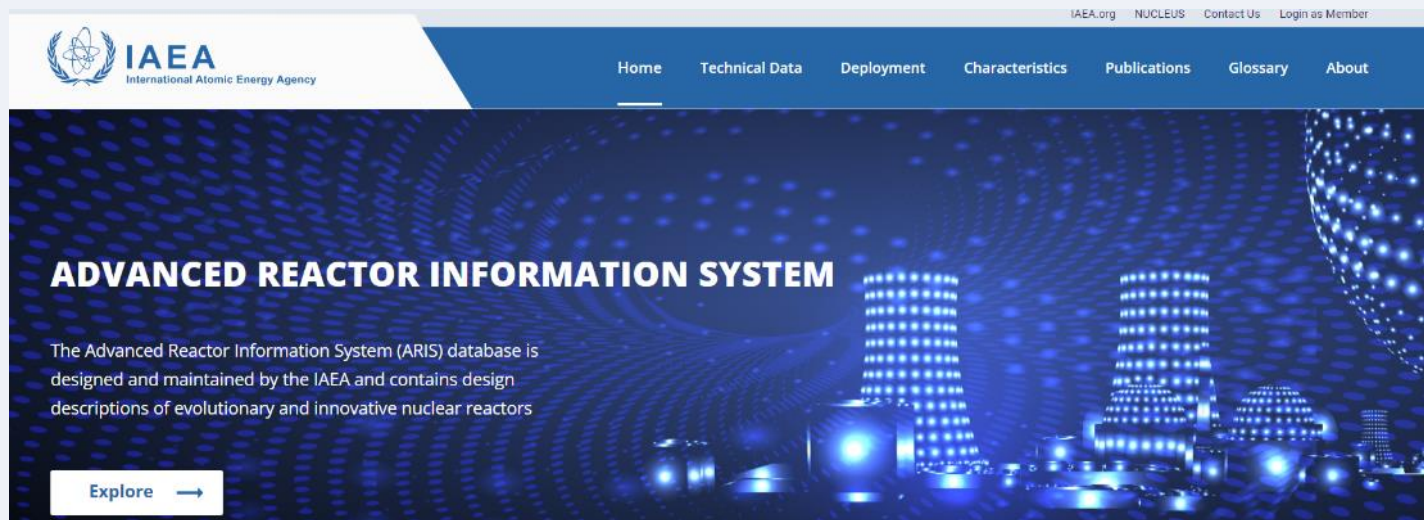 IAEA.org NUCLEUS Contact Us Login as Member
IAEA
International Atomic Energy Agency
Home Technical Data Deployment Characteristics Publications Glossary About
ADVANCED REACTOR INFORMATION SYSTEM
The Advanced Reactor Information System (ARIS) database is
designed and maintained by the IAEA and contains design
descriptions of evolutionary and innovative nuclear reactors
Explore →